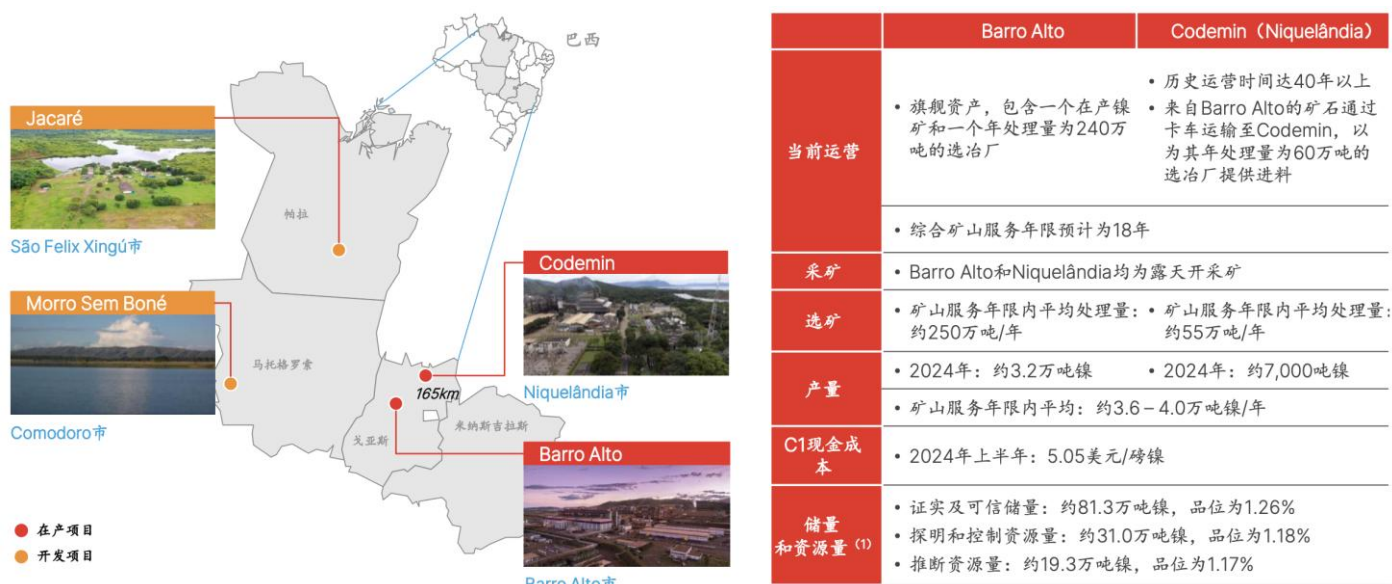 巴西
Jacaré
São Felix Xingú市
帕拉
Morro Sem Boné
Comodoro市
马托格罗索
Codemin
Niquelândia市
165km
戈亚斯
米纳斯吉拉斯
Barro Alto
Barro Alto市
在产项目
开发项目
Barro Alto
Codemin（Niquelândia）
当前运营
• 旗舰资产，包含一个在产镍
矿和一个年处理量为240万
吨的选冶厂
• 历史运营时间达40年以上
• 来自Barro Alto的矿石通过
卡车运输至Codemin，以
为其年处理量为60万吨的
选冶厂提供进料
• 综合矿山服务年限预计为18年
采矿
• Barro Alto和Niquelândia均为露天开采矿
选矿
• 矿山服务年限内平均处理量：
约250万吨/年
• 矿山服务年限内平均处理量：
约55万吨/年
产量
• 2024年：约3.2万吨镍
• 2024年：约7,000吨镍
• 矿山服务年限内平均：约3.6 – 4.0万吨镍/年
C1现金成
本
• 2024年上半年：5.05美元/磅镍
储量
和资源量 (1)
• 证实及可信储量：约81.3万吨镍，品位为1.26%
• 探明和控制资源量：约31.0万吨镍，品位为1.18%
• 推断资源量：约19.3万吨镍，品位为1.17%